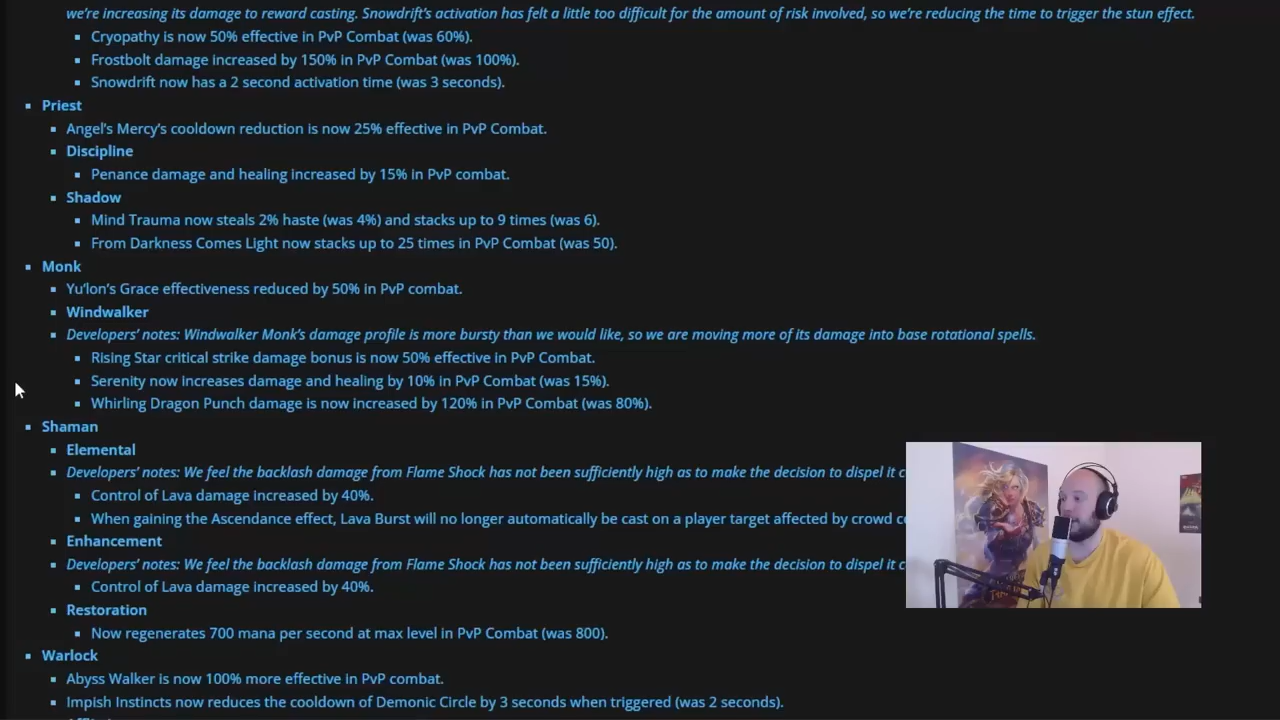 we're increasing its damage to reward casting. Snowdrift's activation has felt a little too difficult for the amount of risk involved, so we're reducing the time to trigger the stun effect.
Cryopathy is now 50% effective in PvP Combat (was 60%).
Frostbolt damage increased by 150% in PvP Combat (was 100%).
Snowdrift now has a 2 second activation time (was 3 seconds).
Priest
Angel's Mercy's cooldown reduction is now 25% effective in PvP Combat.
Discipline
Penance damage and healing increased by 15% in PvP combat.
Shadow
Mind Trauma now steals 2% haste (was 4%) and stacks up to 9 times (was 6).
From Darkness Comes Light now stacks up to 25 times in PvP Combat (was 50).
Monk
Yu'lon's Grace effectiveness reduced by 50% in PvP combat.
Windwalker
Developers' notes: Windwalker Monk's damage profile is more bursty than we would like, so we are moving more of its damage into base rotational spells.
Rising Star critical strike damage bonus is now 50% effective in PvP Combat.
Serenity now increases damage and healing by 10% in PvP Combat (was 15%).
Whirling Dragon Punch damage is now increased by 120% in PvP Combat (was 80%).
Shaman
Elemental
Developers' notes: We feel the backlash damage from Flame Shock has not been sufficiently high as to make the decision to dispel it
Control of Lava damage increased by 40%.
When gaining the Ascendance effect, Lava Burst will no longer automatically be cast on a player target affected by crowd
Enhancement
Developers' notes: We feel the backlash damage from Flame Shock has not been sufficiently high as to make the decision to dispel it
Control of Lava damage increased by 40%.
Restoration
Now regenerates 700 mana per second at max level in PvP Combat (was 800).
Warlock
Abyss Walker is now 100% more effective in PvP combat.
Impish Instincts now reduces the cooldown of Demonic Circle by 3 seconds when triggered (was 2 seconds).